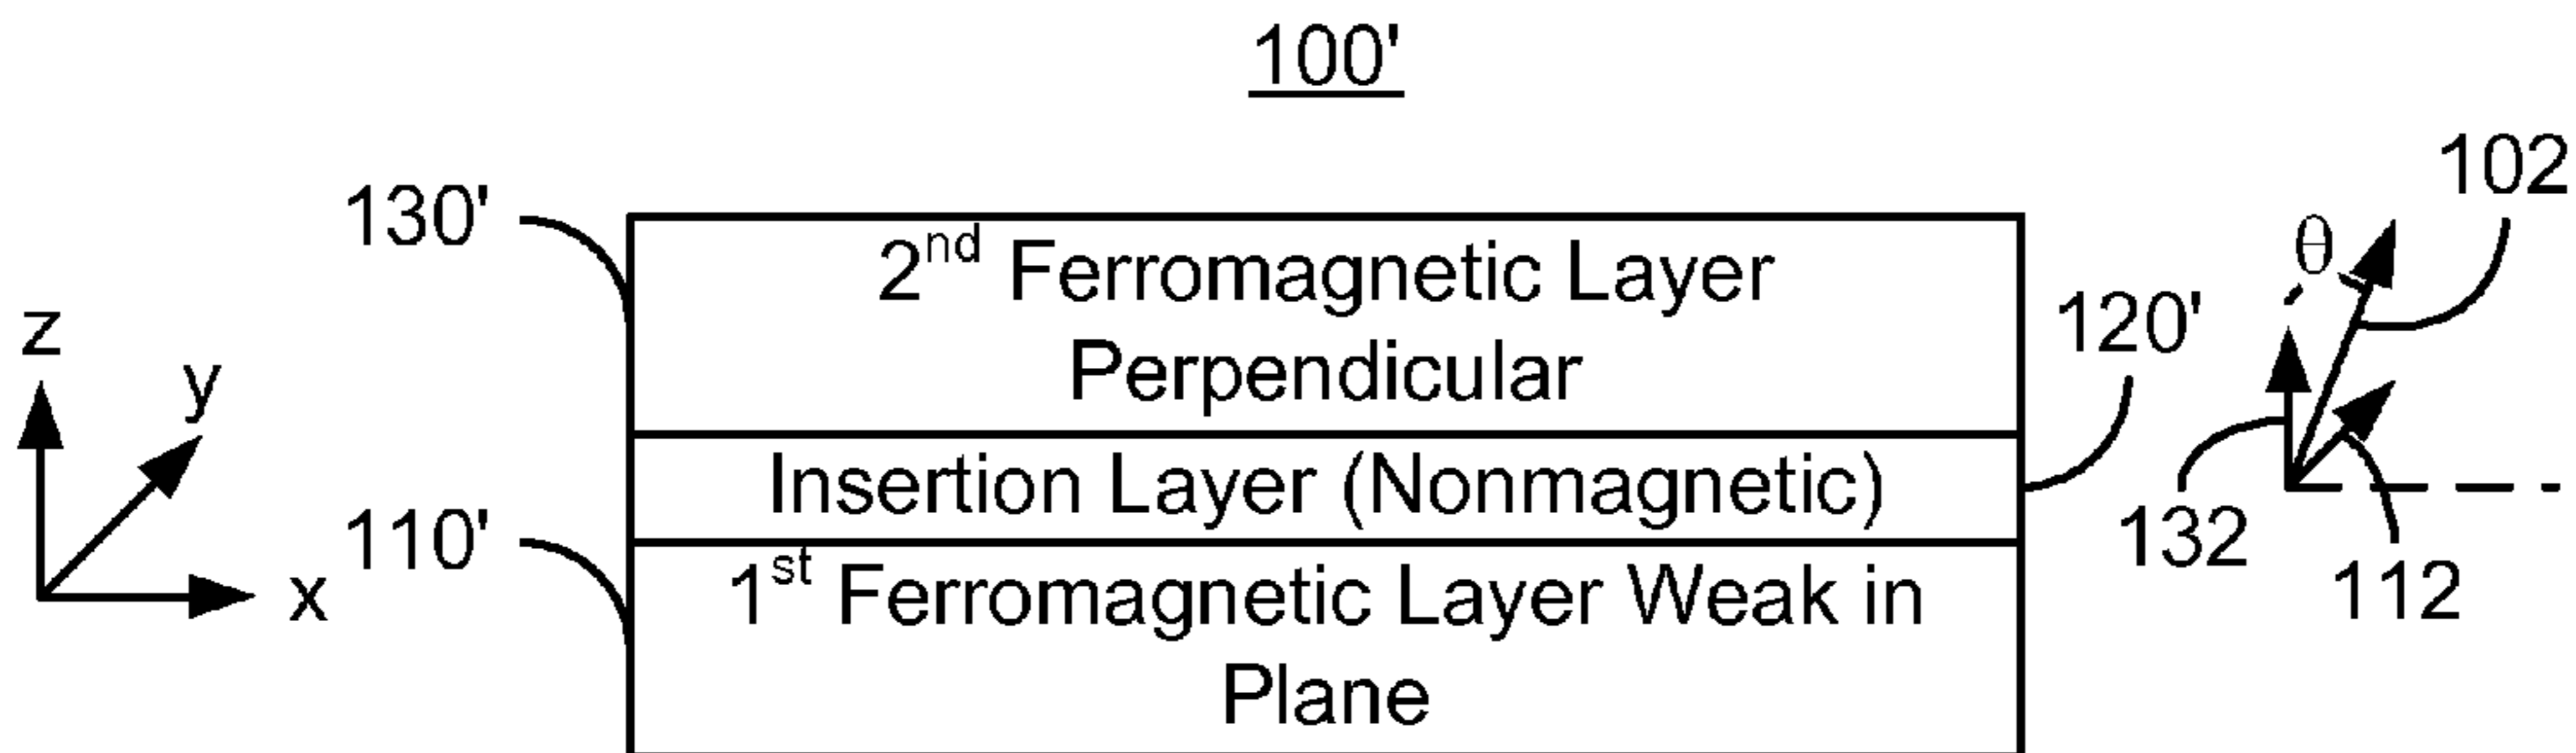 100'
102
130'
θ
2nd Ferromagnetic Layer
Perpendicular
120'
z
y
Insertion Layer (Nonmagnetic)
110'
132
x
1st Ferromagnetic Layer Weak in
Plane
112